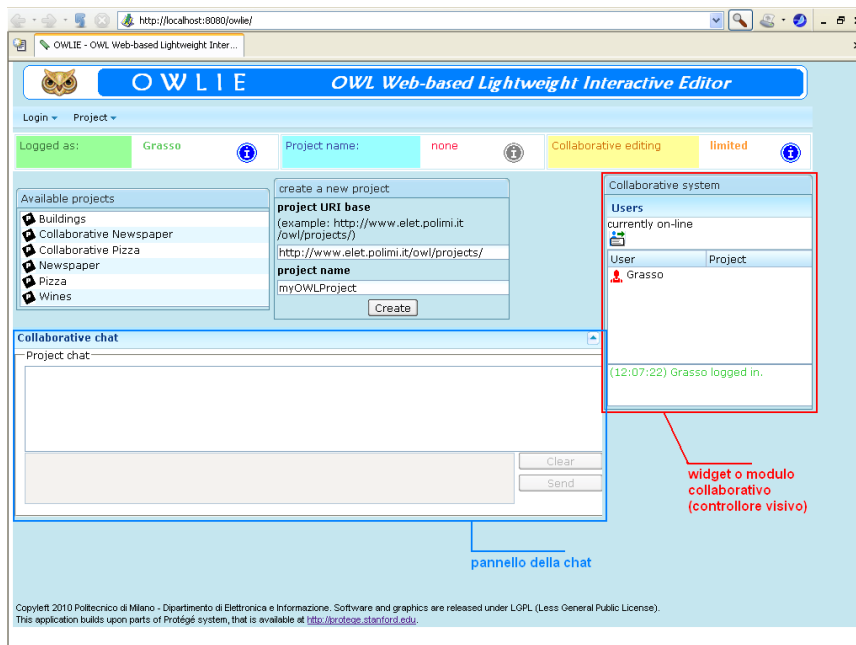 http://localhost:8080/owlie/
OWLIE - OWL Web-based Lightweight Inter...
OWLIE OWL Web-based Lightweight Interactive Editor
Login Project
Logged as: Grasso Project name: none Collaborative editing limited
Available projects
Buildings
Collaborative Newspaper
Collaborative Pizza
Newspaper
Pizza
Wines
create a new project
project URI base
(example: http://www.elet.polimi.it
/owl/projects/)
http://www.elet.polimi.it/owl/projects/
project name
myOWLProject
Create
Collaborative system
Users
currently on-line
User Project
Grasso
(12:07:22) Grasso logged in.
Collaborative chat
Project chat
Clear
Send
widget o modulo
collaborativo
(controllore visivo)
pannello della chat
Copyleft 2010 Politecnico di Milano - Dipartimento di Elettronica e Informazione. Software and graphics are released under LGPL (Less General Public License).
This application builds upon parts of Protégé system, that is available at http://protege.stanford.edu.